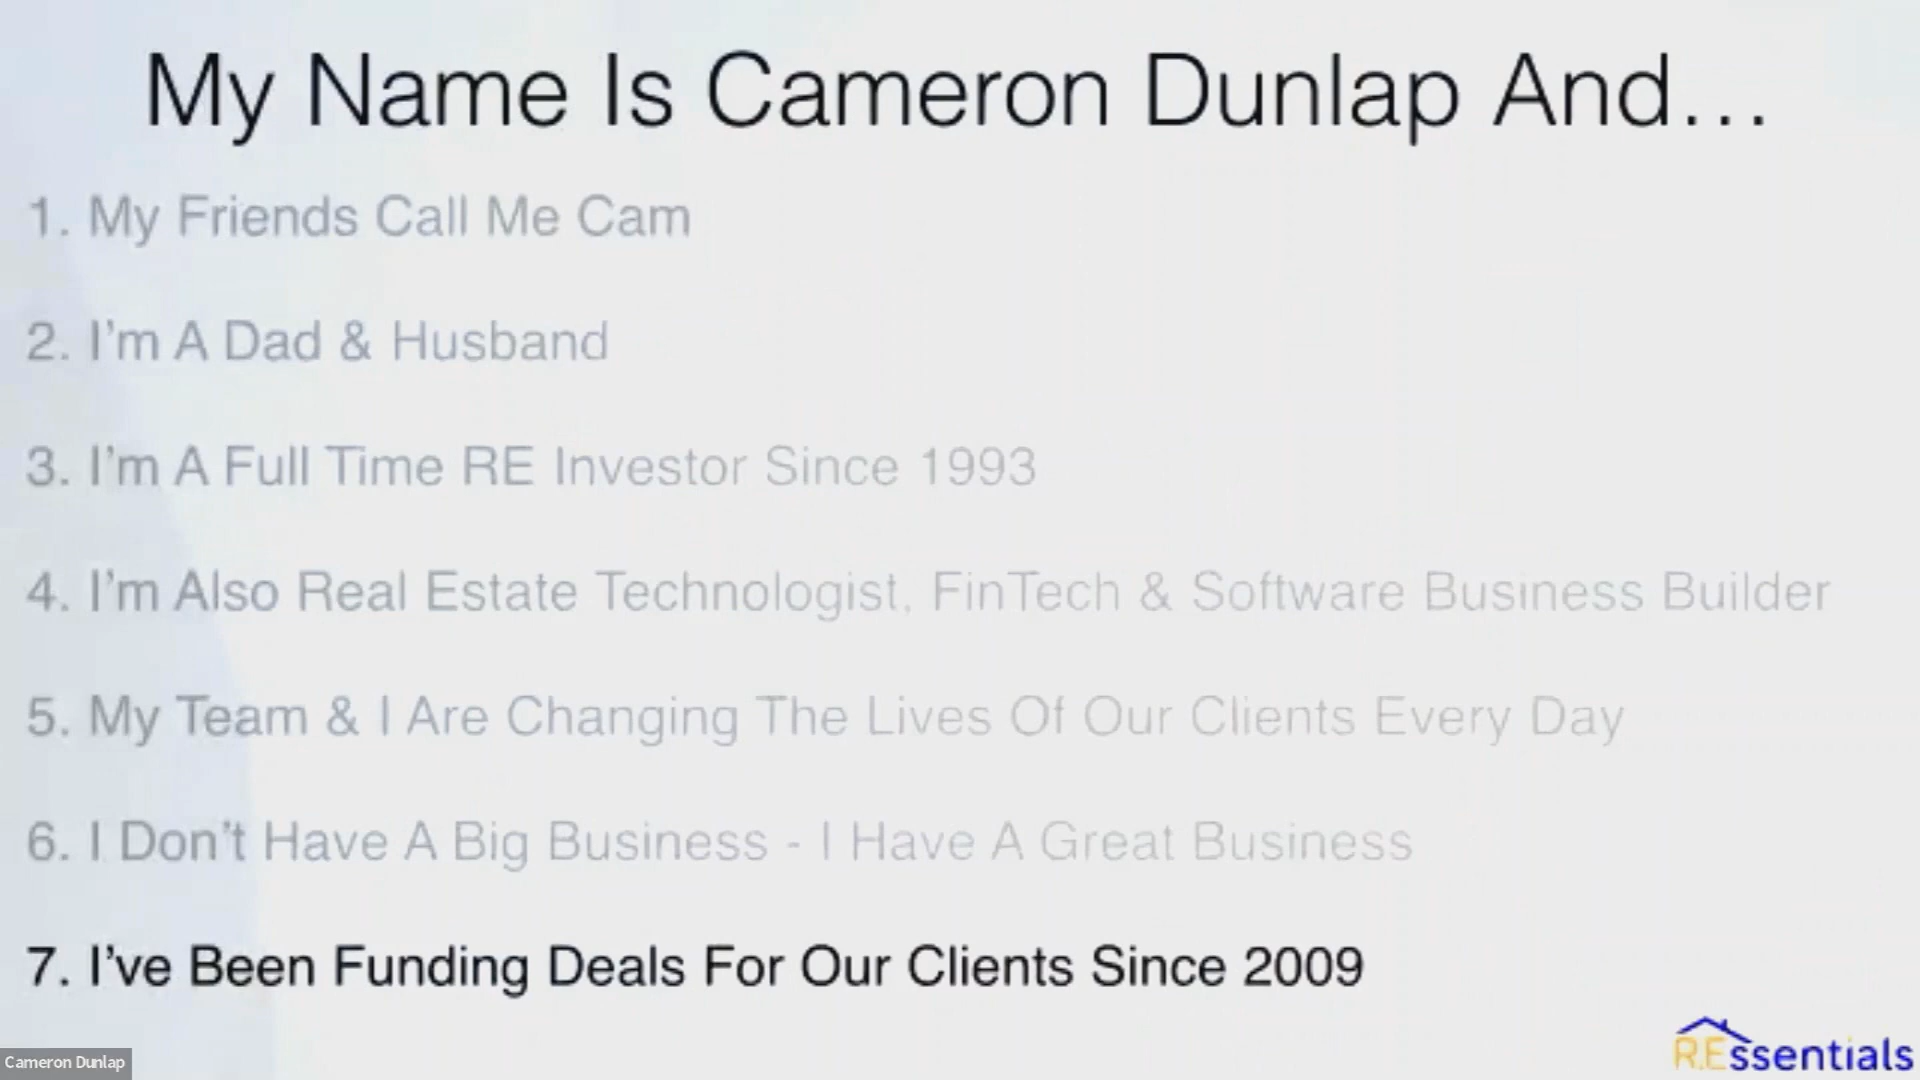 My Name Is Cameron Dunlap And...
1. My Friends Call Me Cam
2. I'm A Dad & Husband
3. I'm A Full Time RE Investor Since 1993
4. I'm Also Real Estate Technologist, FinTech & Software Business Builder
5. My Team & I Are Changing The Lives Of Our Clients Every Day
6. I Don't Have A Big Business - I Have A Great Business
7. I've Been Funding Deals For Our Clients Since 2009
R.Essentials
Cameron Dunlap